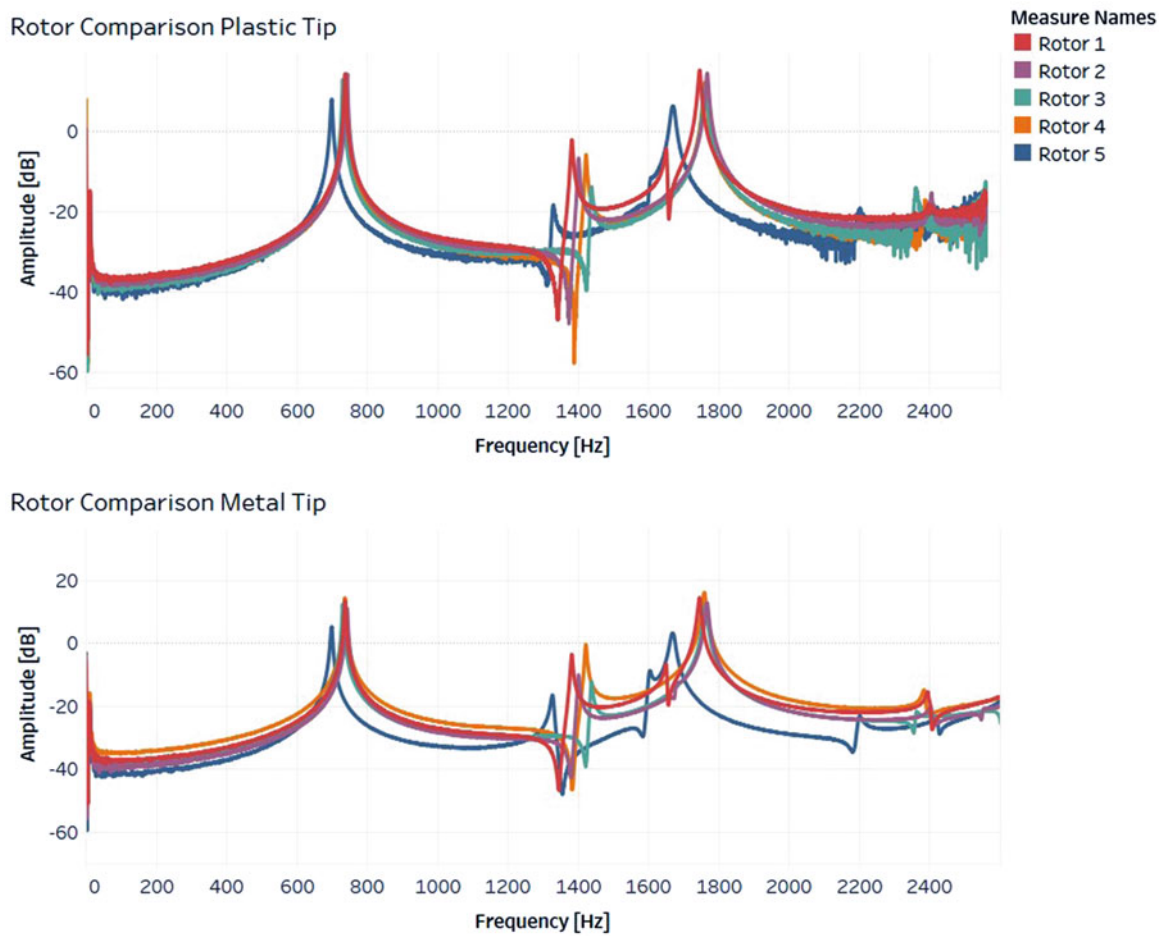 Rotor Comparison Plastic Tip
Measure Names
Rotor 1
Rotor 2
Rotor 3
Rotor 4
Rotor 5
Amplitude [dB]
0
-20
-40
-60
0 200 400 600 800 1000 1200 1400 1600 1800 2000 2200 2400
Frequency [Hz]
Rotor Comparison Metal Tip
Amplitude [dB]
20
0
-20
-40
-60
0 200 400 600 800 1000 1200 1400 1600 1800 2000 2200 2400
Frequency [Hz]